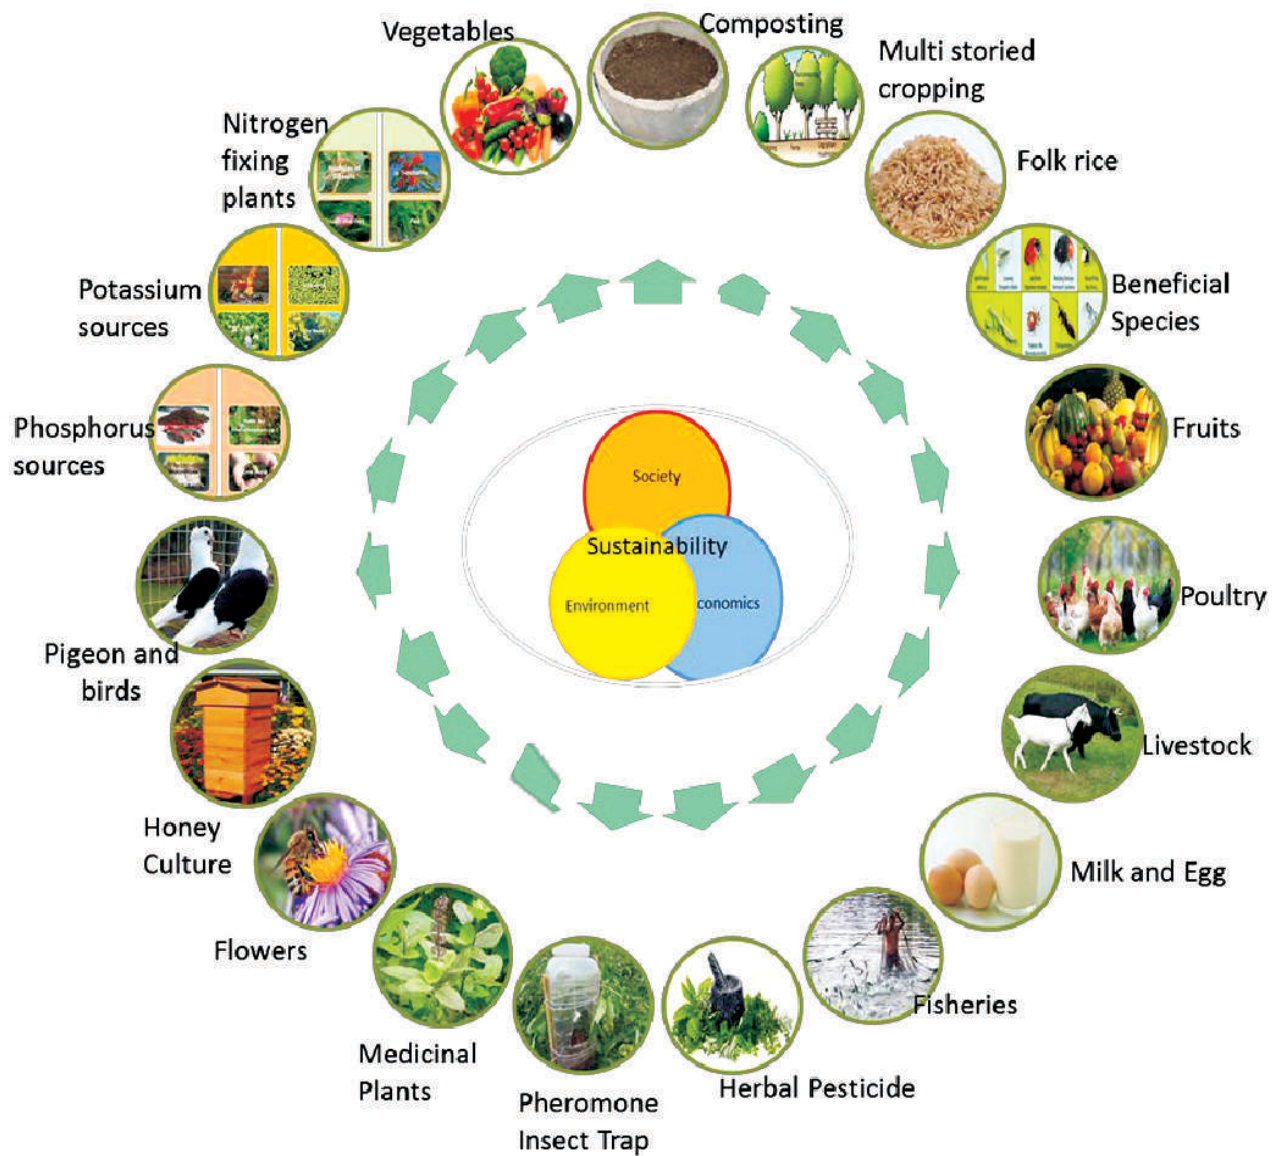 Vegetables
Composting
Multi storied
cropping
Folk rice
Nitrogen
fixing
plants
Beneficial
Species
Potassium
sources
Fruits
Phosphorus
sources
Society
Sustainability
Environment
conomics
Poultry
Pigeon and
birds
Livestock
Honey
Culture
Milk and Egg
Flowers
Fisheries
Medicinal
Plants
Herbal Pesticide
Pheromone
Insect Trap